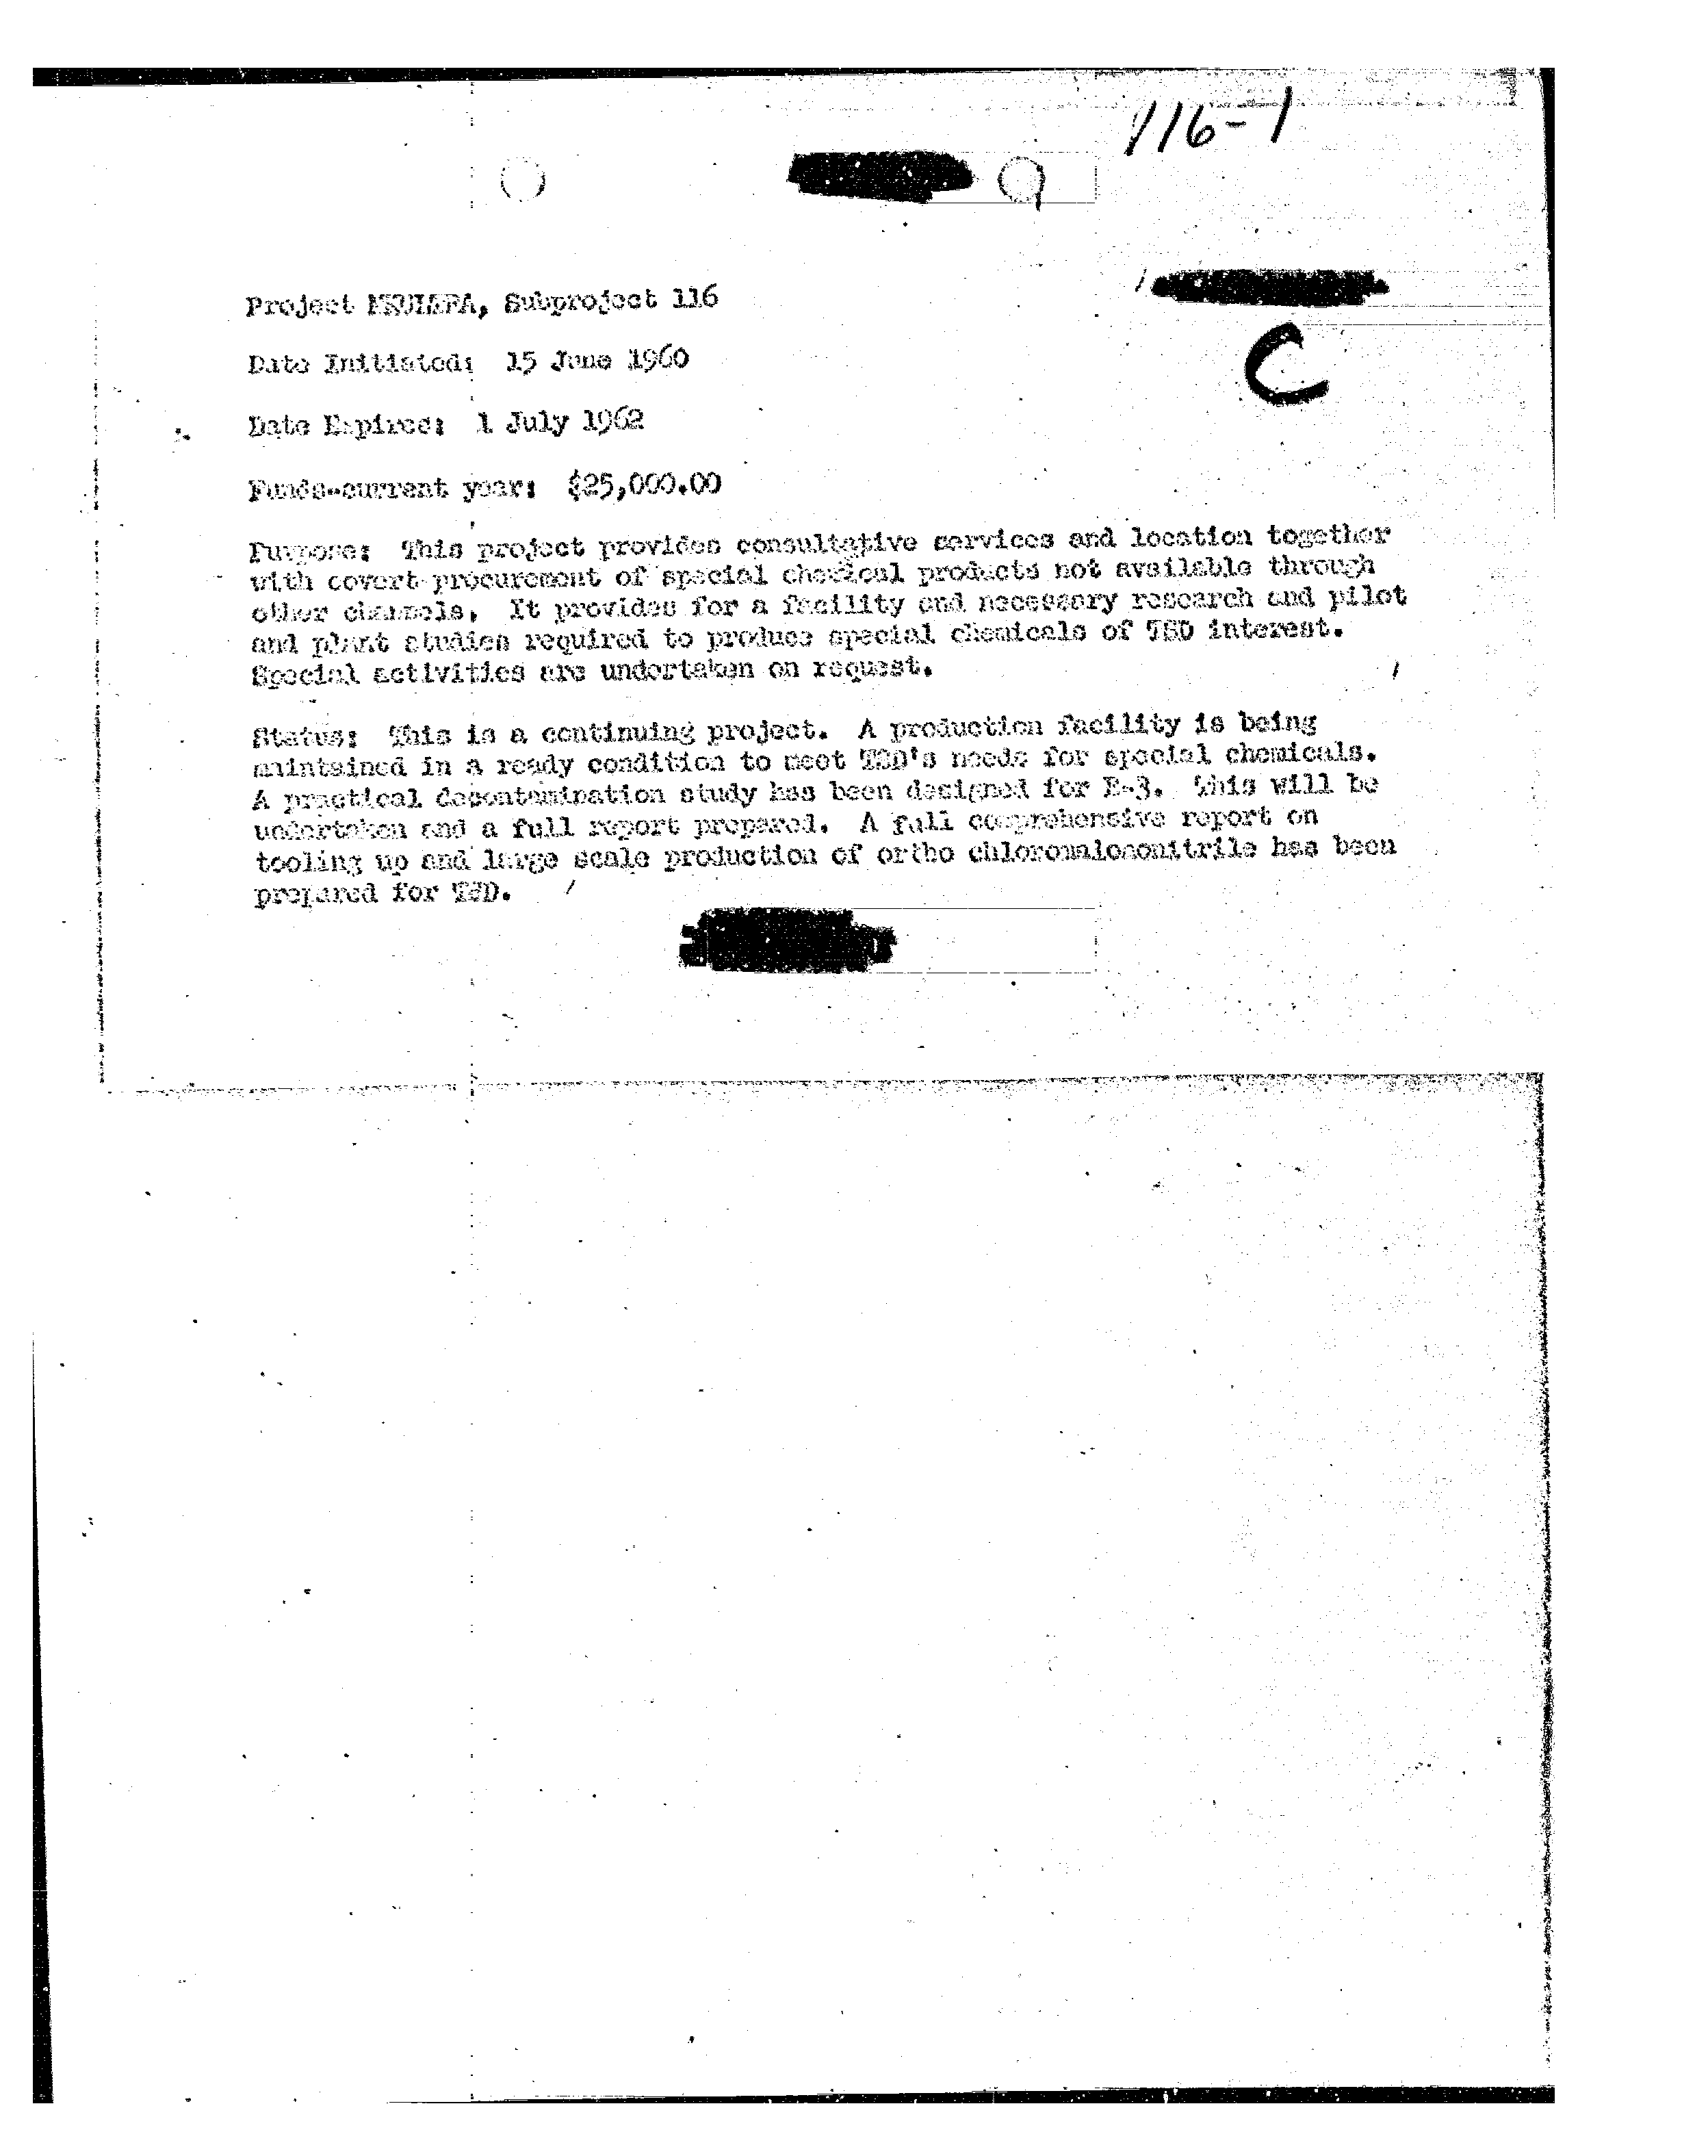 116-1
C
Project MKULTRA, Subproject 116
Date Initiated: 15 June 1960
Date Expires: 1 July 1962
Funds-current year: $25,000.00
Purpose: This project provides consultative services and location together
with covert procurement of special chemical products not available through
other channels. It provides for a facility and necessary research and pilot
and plant studies required to produce special chemicals of TSD interest.
Special activities are undertaken on request.
Status: This is a continuing project. A production facility is being
maintained in a ready condition to meet TSD's needs for special chemicals.
A practical decontamination study has been designed for This will be
undertaken and a full report prepared. A full comprehensive report on
tooling up and large scale production of ortho chloromalononitrile has been
prepared for TSD.